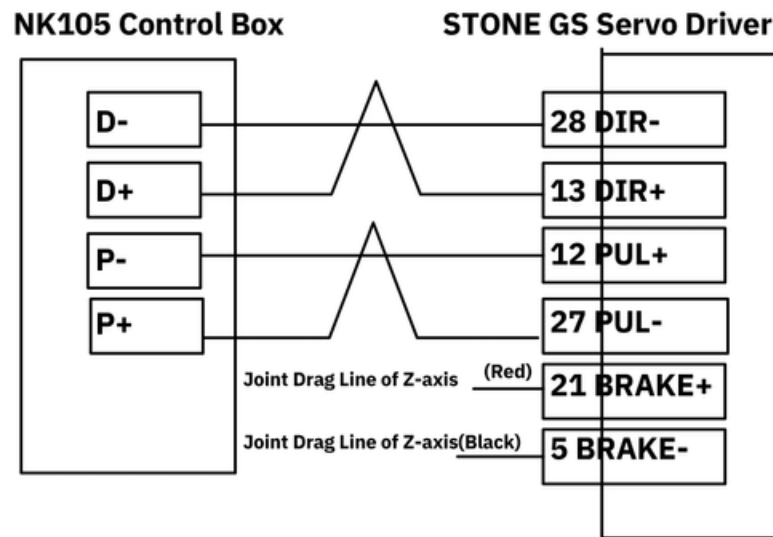 NK105 Control Box
STONE GS Servo Driver
D-
28 DIR-
D+
13 DIR+
P-
12 PUL+
P+
27 PUL-
Joint Drag Line of Z-axis (Red)
21 BRAKE+
Joint Drag Line of Z-axis(Black)
5 BRAKE-